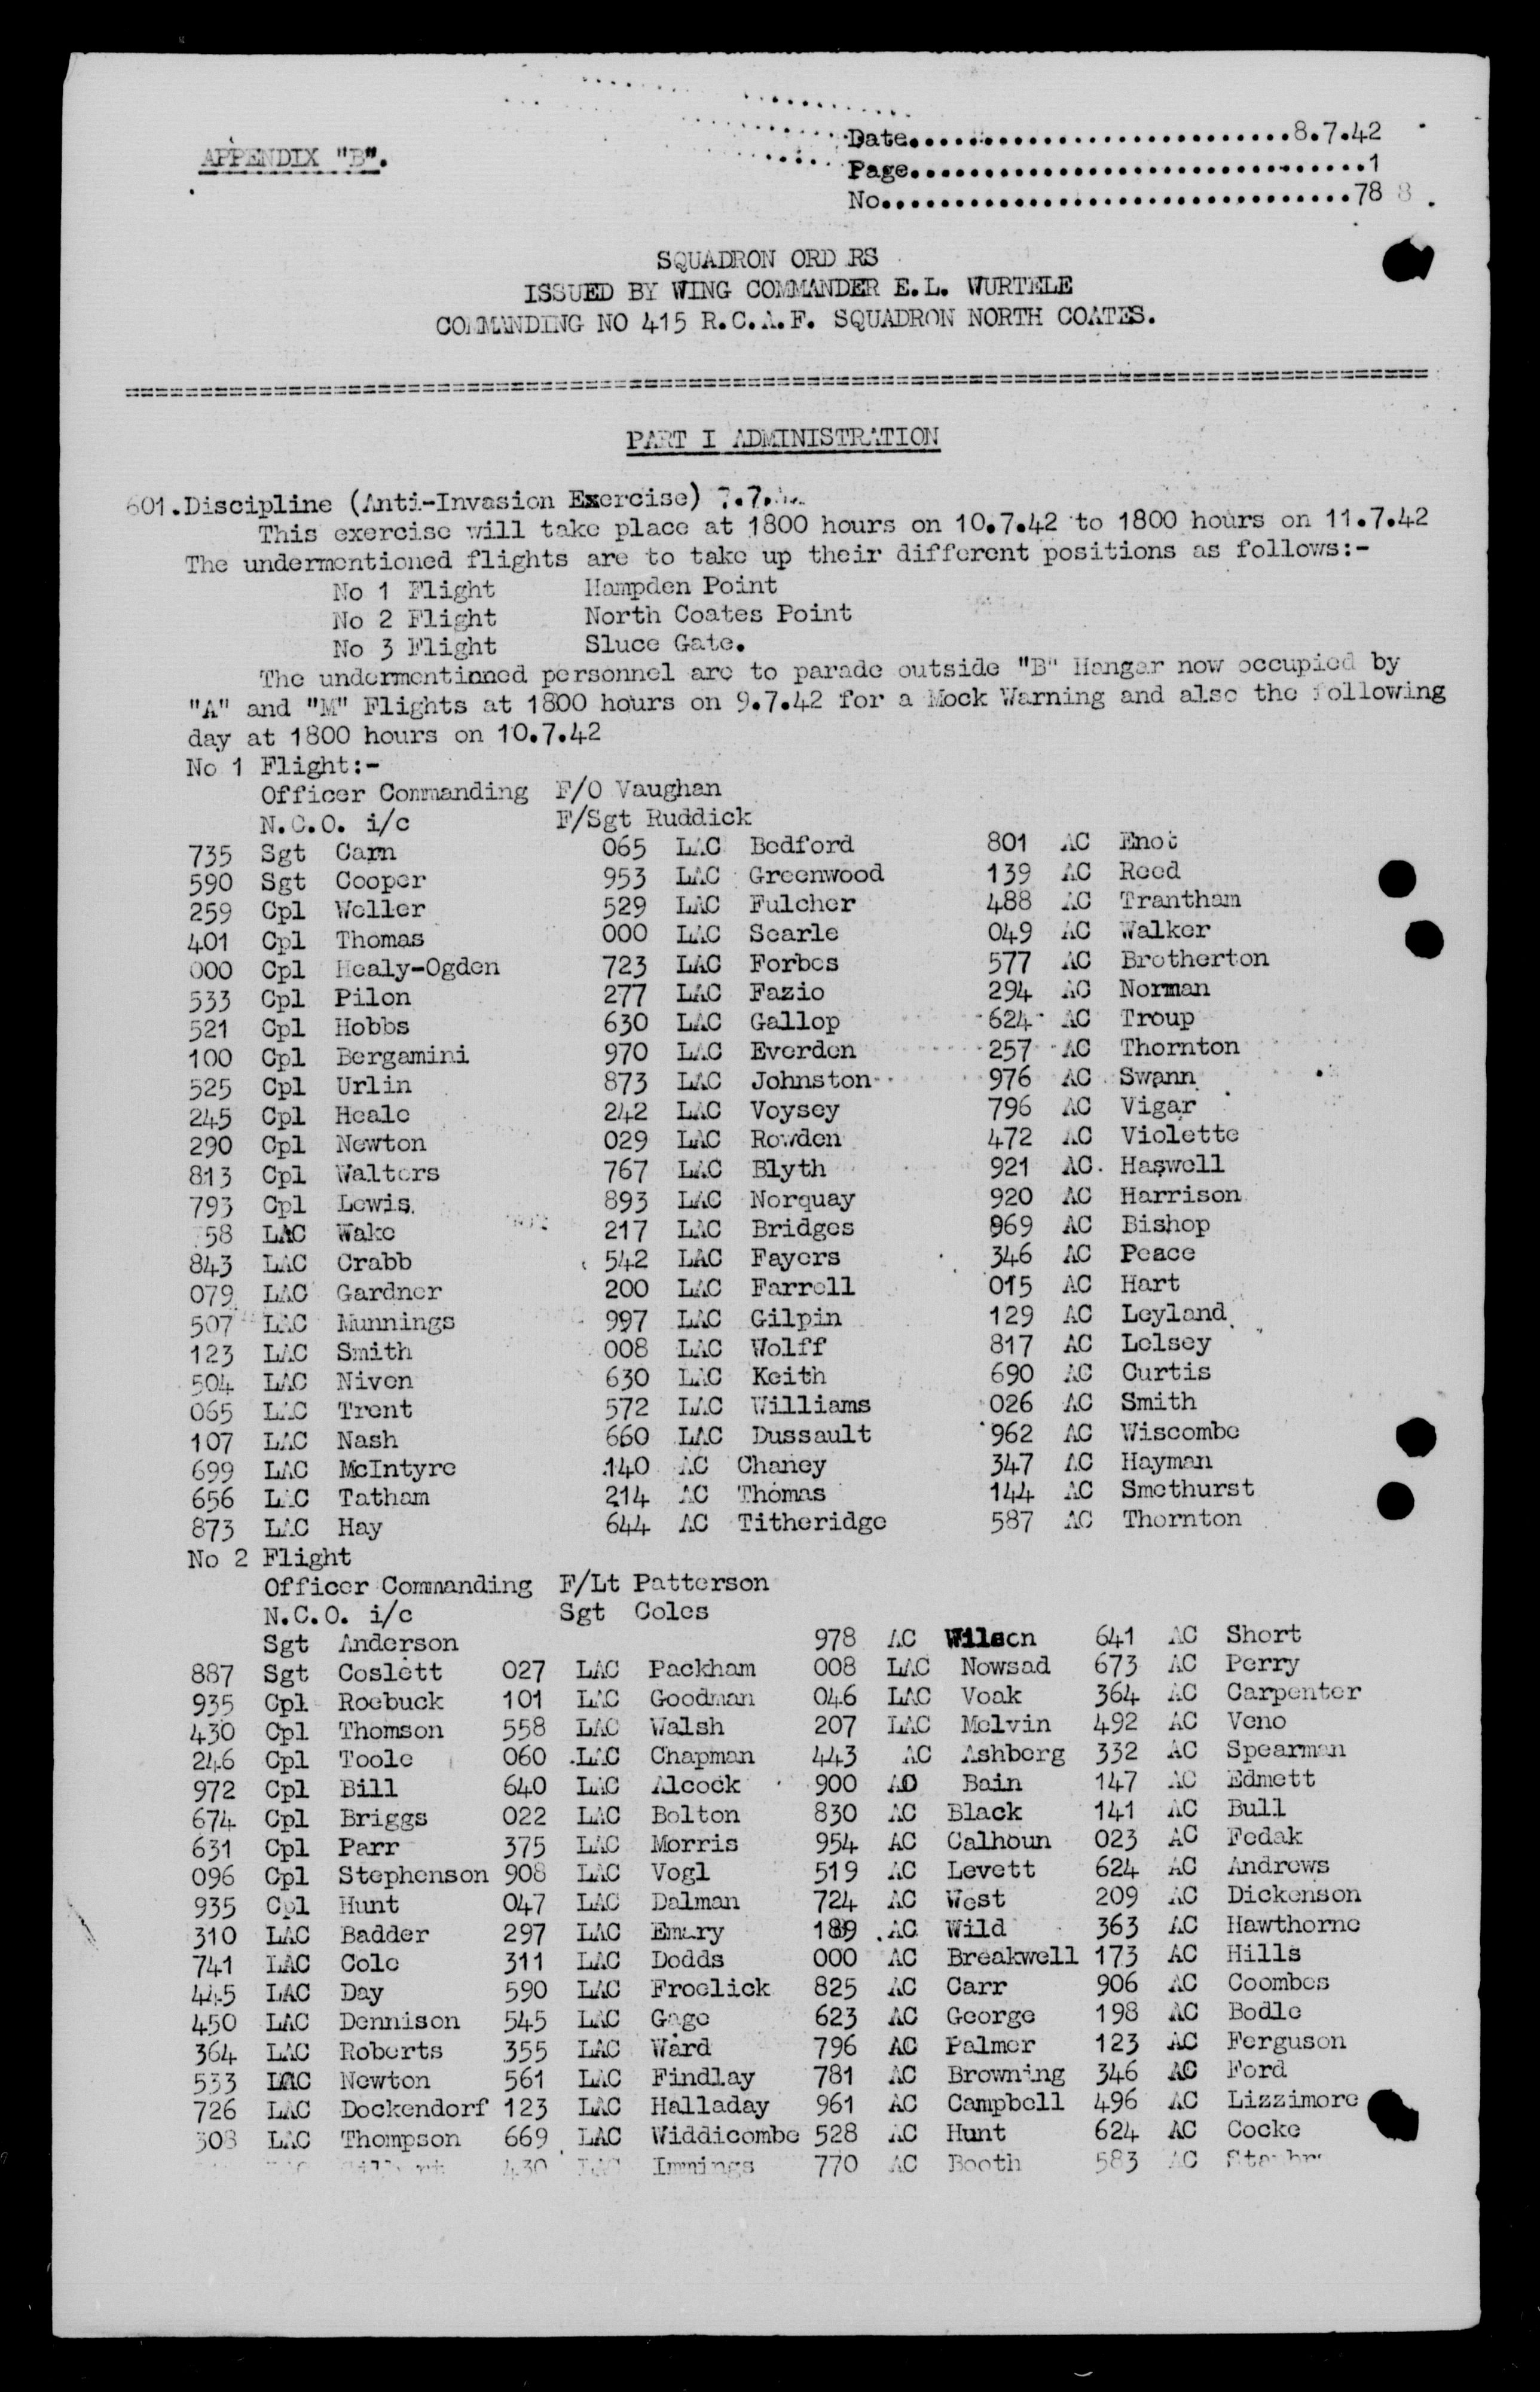 APPENDIX "B".
Date..........................8.7.42
Page...............................1
No................................78 8
SQUADRON ORD RS
ISSUED BY WING COMMANDER E.L. WURTELE
COMMANDING NO 415 R.C.A.F. SQUADRON NORTH COATES.
PART I ADMINISTRATION
601.Discipline (Anti-Invasion Exercise) 7.7.
This exercise will take place at 1800 hours on 10.7.42 to 1800 hours on 11.7.42
The undermentioned flights are to take up their different positions as follows:-
No 1 Flight Hampden Point
No 2 Flight North Coates Point
No 3 Flight Sluce Gate.
The undermentinned personnel are to parade outside "B" Hangar now occupied by
"A" and "M" Flights at 1800 hours on 9.7.42 for a Mock Warning and also the following
day at 1800 hours on 10.7.42
No 1 Flight:-
Officer Commanding F/O Vaughan
N.C.O. i/c F/Sgt Ruddick
735 Sgt Carn 065 LAC Bedford 801 AC Enot
590 Sgt Cooper 953 LAC Greenwood 139 AC Reed
259 Cpl Weller 529 LAC Fulcher 488 AC Trantham
401 Cpl Thomas 000 LAC Searle 049 AC Walker
000 Cpl Healy-Ogden 723 LAC Forbes 577 AC Brotherton
533 Cpl Pilon 277 LAC Fazio 294 AC Norman
521 Cpl Hobbs 630 LAC Gallop 624 AC Troup
100 Cpl Bergamini 970 LAC Everden 257 AC Thornton
525 Cpl Urlin 873 LAC Johnston 976 AC Swann
245 Cpl Heale 242 LAC Voysey 796 AC Vigar
290 Cpl Newton 029 LAC Rowden 472 AC Violette
813 Cpl Walters 767 LAC Blyth 921 AC. Haswell
793 Cpl Lewis. 893 LAC Norquay 920 AC Harrison
58 LAC Wake 217 LAC Bridges 969 AC Bishop
843 LAC Crabb 542 LAC Fayers 346 AC Peace
079 LAC Gardner 200 LAC Farrell 015 AC Hart
507 LAC Munnings 997 LAC Gilpin 129 AC Leyland
123 LAC Smith 008 LAC Wolff 817 AC Lelsey
504 LAC Niven 630 LAC Keith 690 AC Curtis
065 LAC Trent 572 LAC Williams 026 AC Smith
107 LAC Nash 660 LAC Dussault 962 AC Wiscombe
699 LAC McIntyre 140 AC Chaney 347 AC Hayman
656 LAC Tatham 214 AC Thomas 144 AC Smethurst
873 LAC Hay 644 AC Titheridge 587 AC Thornton
No 2 Flight
Officer Commanding F/Lt Patterson
N.C.O. i/c Sgt Coles
Sgt Anderson 978 AC Wilson 641 AC Short
887 Sgt Coslett 027 LAC Packham 008 LAC Nowsad 673 AC Perry
935 Cpl Roebuck 101 LAC Goodman 046 LAC Voak 364 AC Carpenter
430 Cpl Thomson 558 LAC Walsh 207 LAC Melvin 492 AC Veno
246 Cpl Toole 060 LAC Chapman 443 AC Ashberg 332 AC Spearman
972 Cpl Bill 640 LAC Alcock 900 AC Bain 147 AC Edmett
674 Cpl Briggs 022 LAC Bolton 830 AC Black 141 AC Bull
631 Cpl Parr 375 LAC Morris 954 AC Calhoun 023 AC Fedak
096 Cpl Stephenson 908 LAC Vogl 519 AC Levett 624 AC Andrews
935 Cpl Hunt 047 LAC Dalman 724 AC West 209 AC Dickenson
310 LAC Badder 297 LAC Emery 189 AC Wild 363 AC Hawthorne
741 LAC Cole 311 LAC Dodds 000 AC Breakwell 173 AC Hills
445 LAC Day 590 LAC Froelick 825 AC Carr 906 AC Coombes
450 LAC Dennison 545 LAC Gage 623 AC George 198 AC Bodle
364 LAC Roberts 355 LAC Ward 796 AC Palmer 123 AC Ferguson
533 LAC Newton 561 LAC Findlay 781 AC Browning 346 AC Ford
726 LAC Dockendorf 123 LAC Halladay 961 AC Campbell 496 AC Lizzimore
308 LAC Thompson 669 LAC Widdicombe 528 AC Hunt 624 AC Cocke
430 LAC Immings 770 AC Booth 583 AC